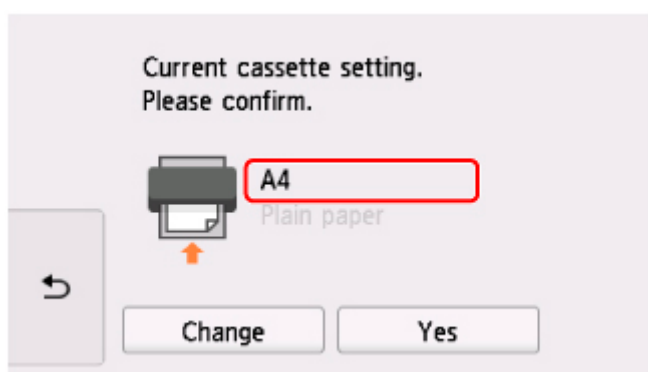 Current cassette setting.
Please confirm.
A4
Plain paper
Change
Yes